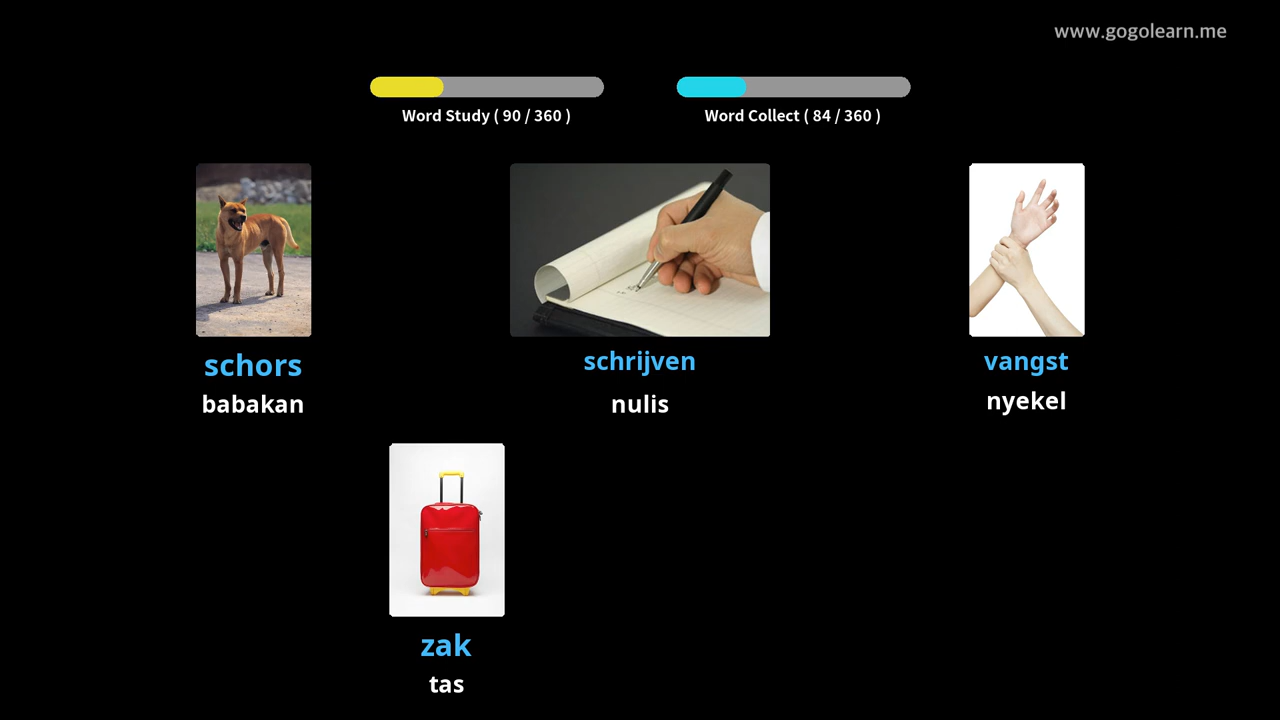 www.gogolearn.me
Word Study ( 90 / 360 )
Word Collect ( 84 / 360 )
schors
babakan
schrijven
nulis
vangst
nyekel
zak
tas